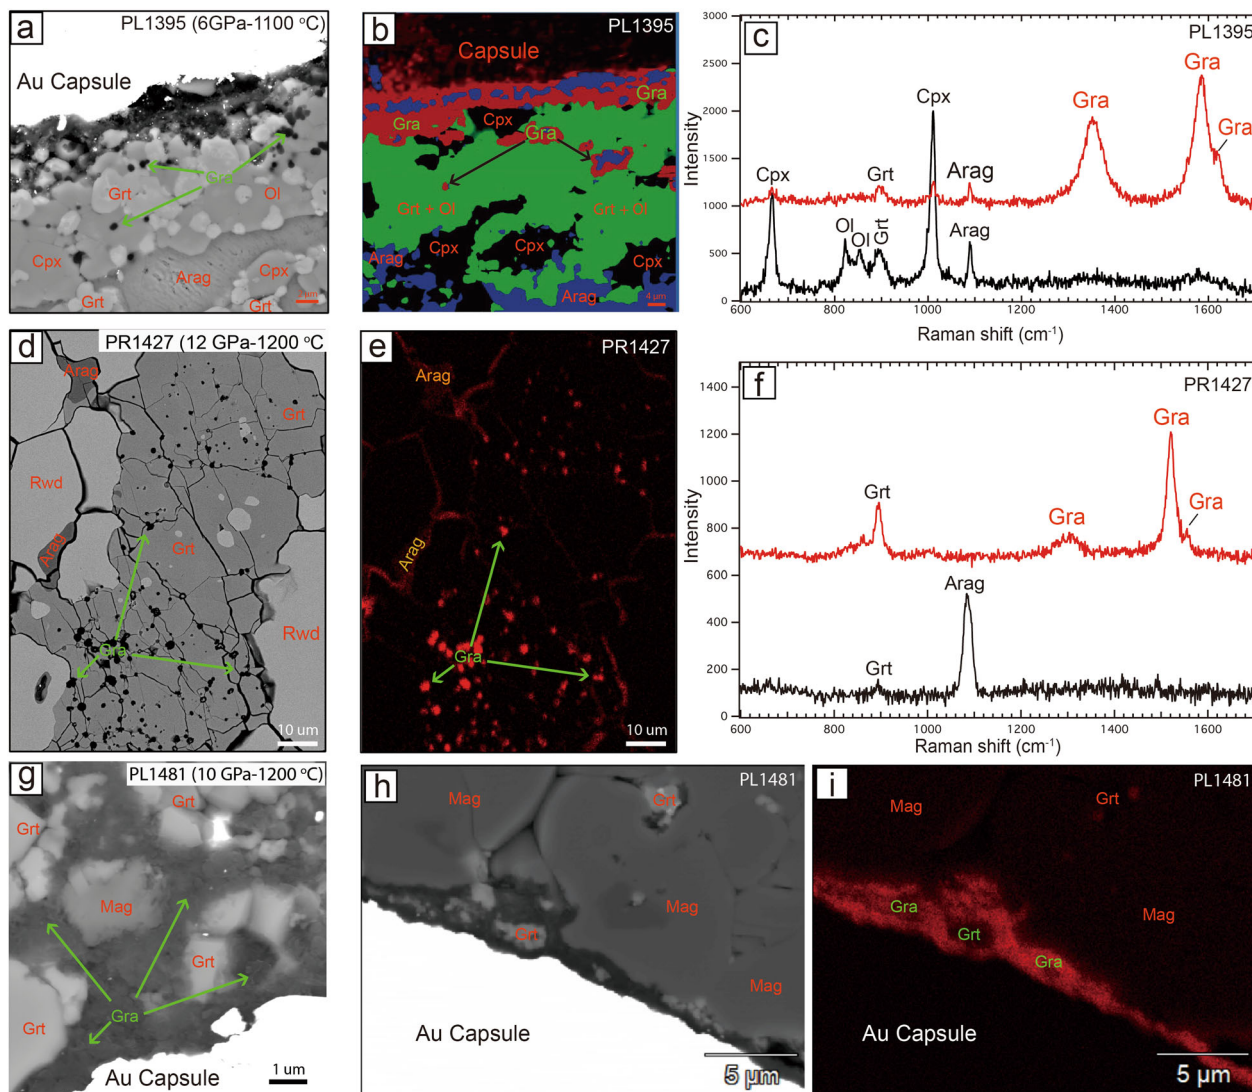 a
PL1395 (6GPa-1100 °C)
Au Capsule
Gra
Grt
Ol
Cpx
Arag
Cpx
Grt
Grt
2 µm
b
PL1395
Capsule
Gra
Gra
Cpx
Gra
Grt + Ol
Grt + Ol
Cpx
Cpx
Arag
Arag
4 µm
c
PL1395
3000
2500
2000
1500
1000
500
0
Intensity
Gra
Gra
Gra
Cpx
Cpx
Grt
Arag
Ol
Ol
Grt
Arag
600
800
1000
1200
1400
1600
Raman shift (cm-1)
d
PR1427 (12 GPa-1200 °C
Arag
Grt
Rwd
Arag
Grt
Rwd
Gra
10 um
e
PR1427
Arag
Arag
Gra
10 um
f
PR1427
1400
1200
1000
800
600
400
200
0
Intensity
Gra
Gra
Gra
Grt
Arag
Grt
600
800
1000
1200
1400
1600
Raman shift (cm-1)
g
PL1481 (10 GPa-1200 °C)
Grt
Grt
Grt
Mag
Grt
Gra
Grt
Au Capsule
1 um
h
PL1481
Mag
Grt
Mag
Grt
Mag
Au Capsule
5 µm
i
PL1481
Mag
Grt
Gra
Mag
Grt
Gra
Au Capsule
5 µm